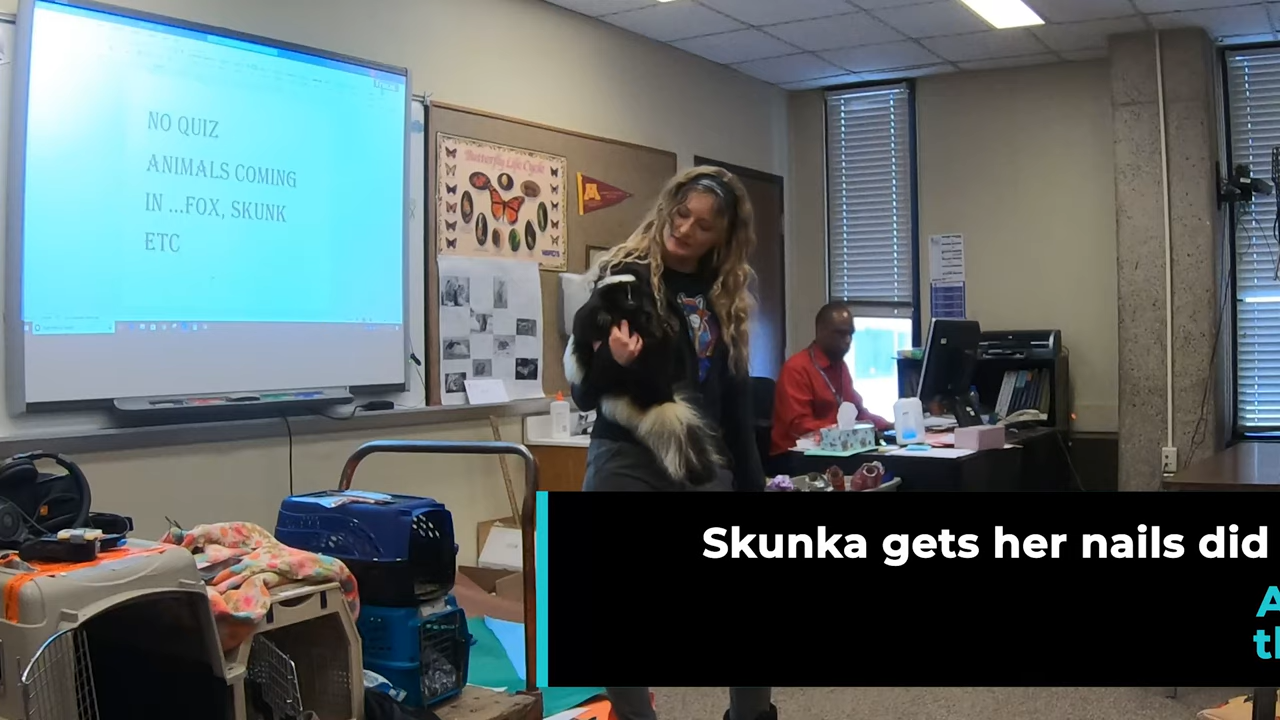 NO QUIZ
ANIMALS COMING
IN ...FOX, SKUNK
ETC
Butterfly Life Cycle
M
Skunka gets her nails did